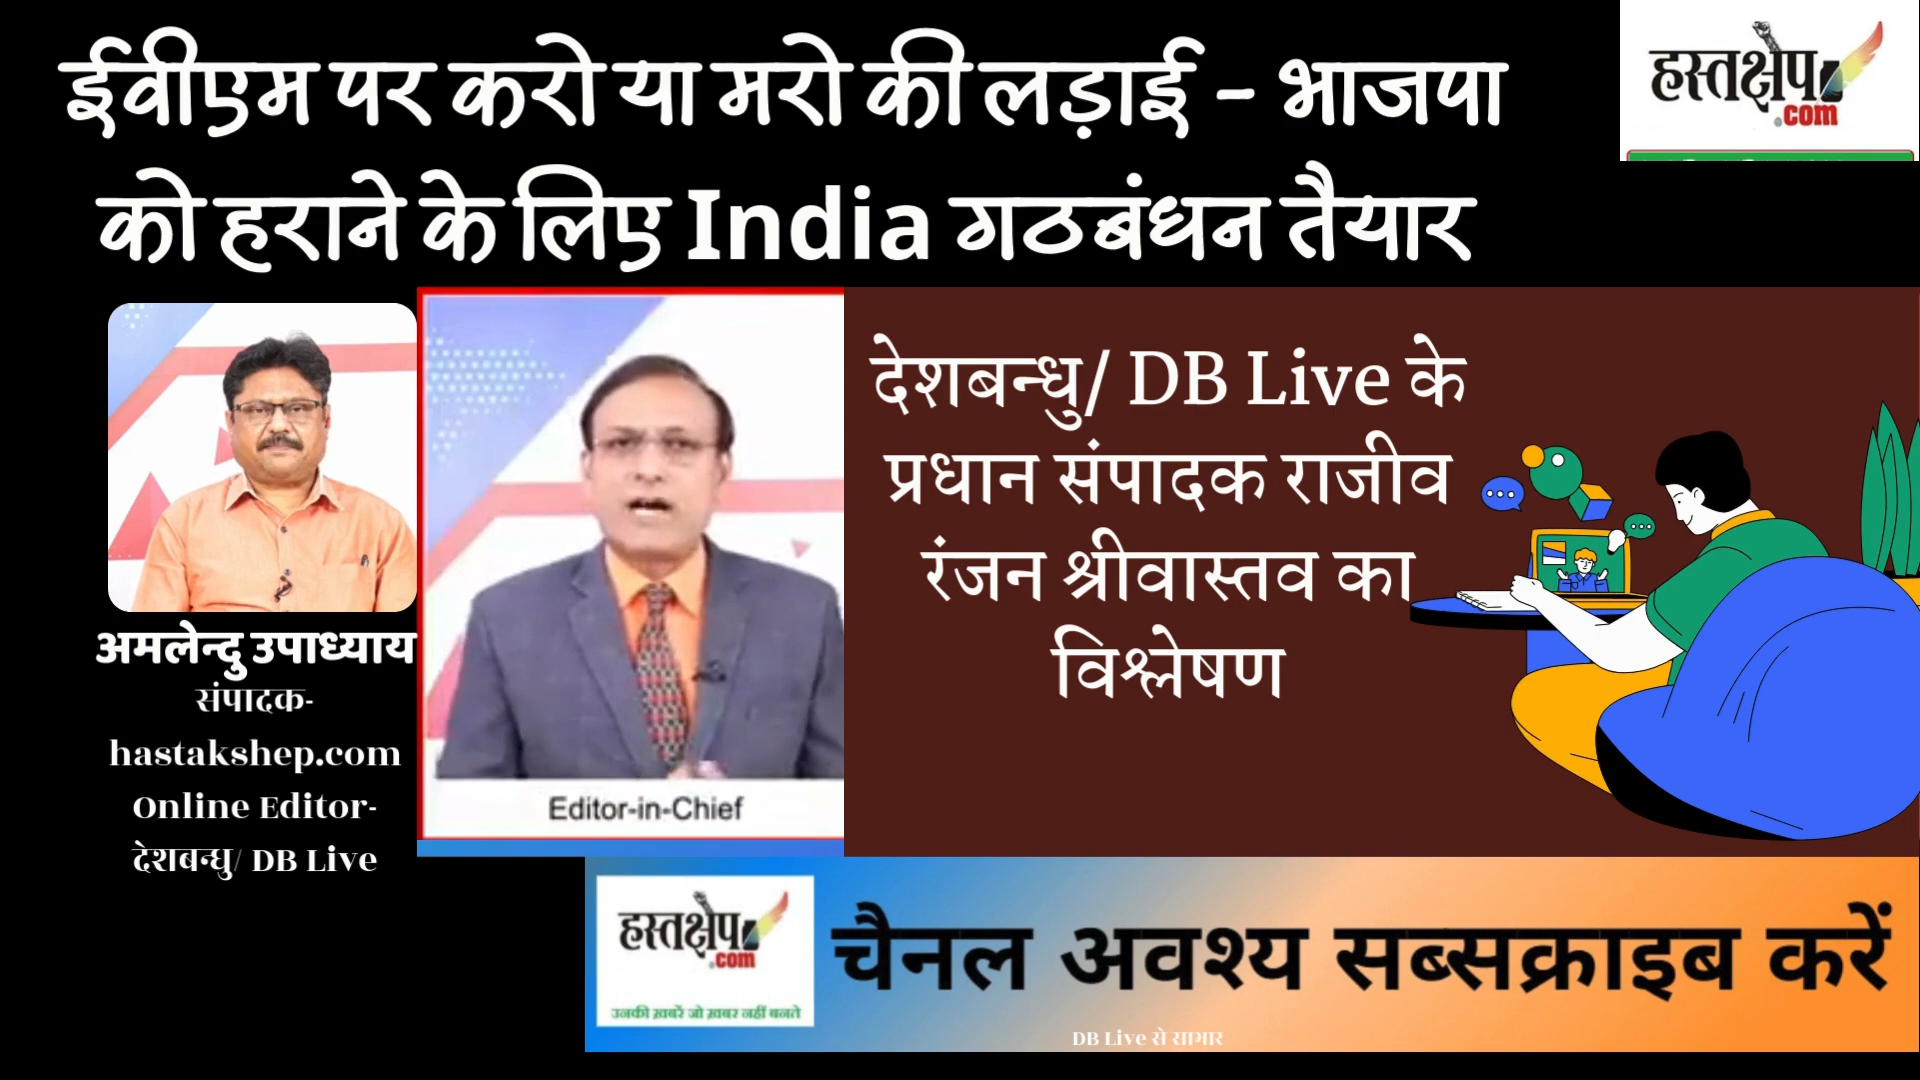 ईवीएम पर करो या मरो की लड़ाई - भाजपा
को हराने के लिए India गठबंधन तैयार
हस्तक्षेप
.com
देशबन्धु/ DB Live के
प्रधान संपादक राजीव
रंजन श्रीवास्तव का
विश्लेषण
अमलेन्दु उपाध्याय
संपादक-
hastakshep.com
Online Editor-
देशबन्धु/ DB Live
Editor-in-Chief
हस्तक्षेप
.com
उनकी ख़बरें जो ख़बर नहीं बनते
चैनल अवश्य सब्सक्राइब करें
DB Live से साभार